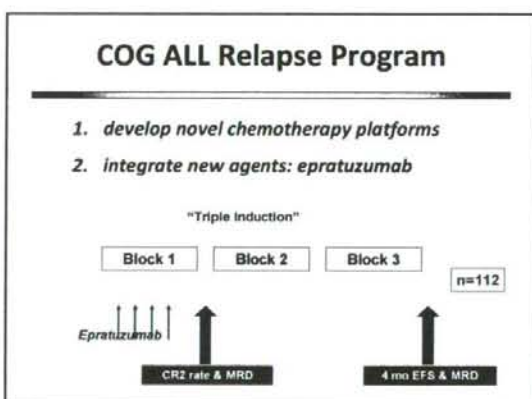 COG ALL Relapse Program
1. develop novel chemotherapy platforms
2. integrate new agents: epratuzumab
"Triple Induction"
Block 1 Block 2 Block 3
n=112
Epratuzumab
CR2 rate & MRD 4 mo EFS & MRD